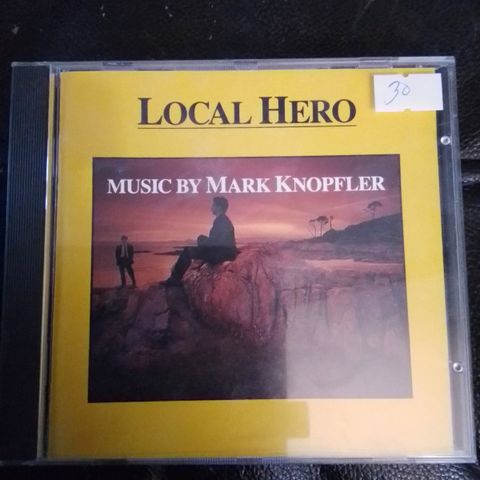 LOCAL HERO
30
MUSIC BY MARK KNOPFLER